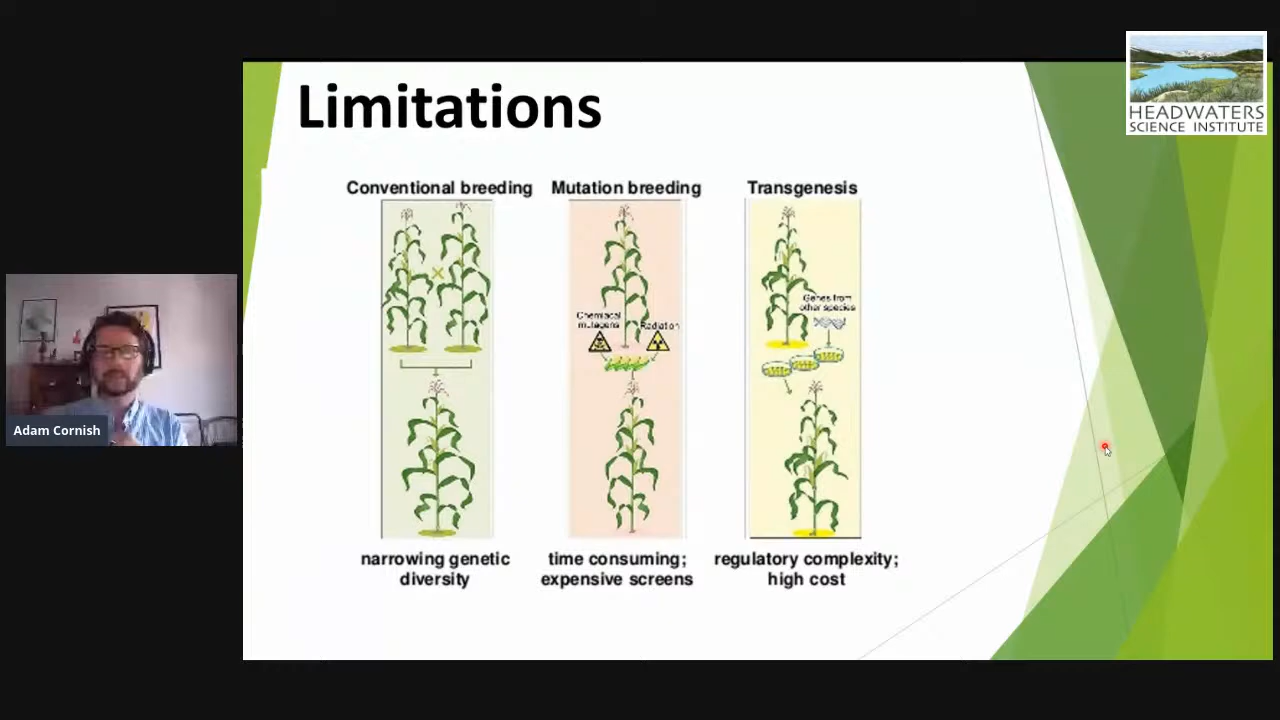 Limitations
HEADWATERS
SCIENCE INSTITUTE
Conventional breeding
Mutation breeding
Transgenesis
Genes from
other species
Chemiacal
mutagens
Radiation
Adam Cornish
narrowing genetic
diversity
time consuming;
expensive screens
regulatory complexity;
high cost